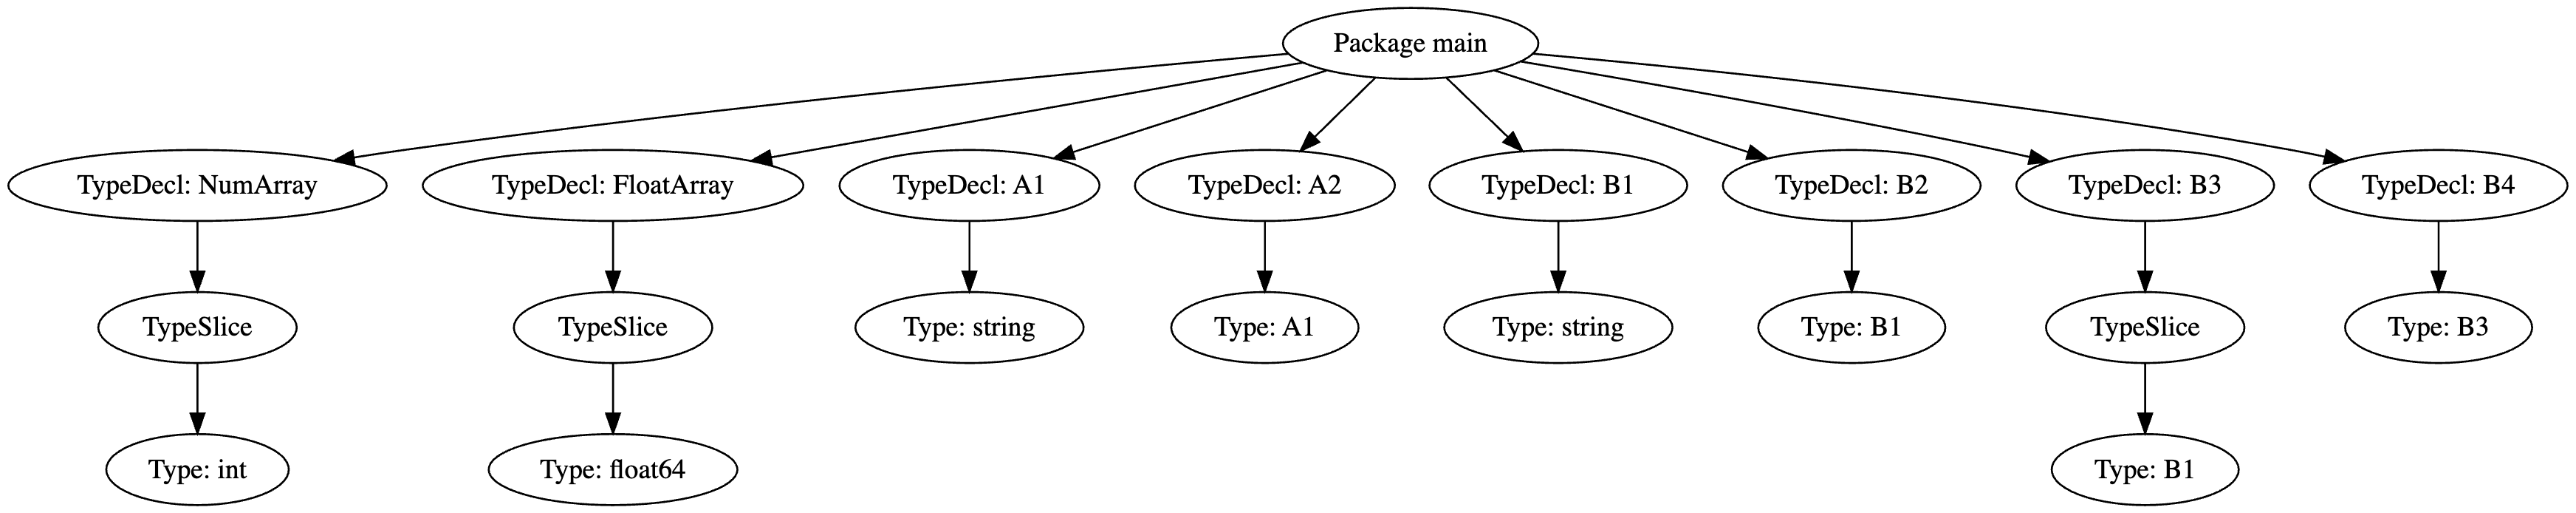 Package main
TypeDecl: NumArray
TypeDecl: FloatArray
TypeDecl: A1
TypeDecl: A2
TypeDecl: B1
TypeDecl: B2
TypeDecl: B3
TypeDecl: B4
TypeSlice
TypeSlice
Type: string
Type: A1
Type: string
Type: B1
TypeSlice
Type: B3
Type: int
Type: float64
Type: B1